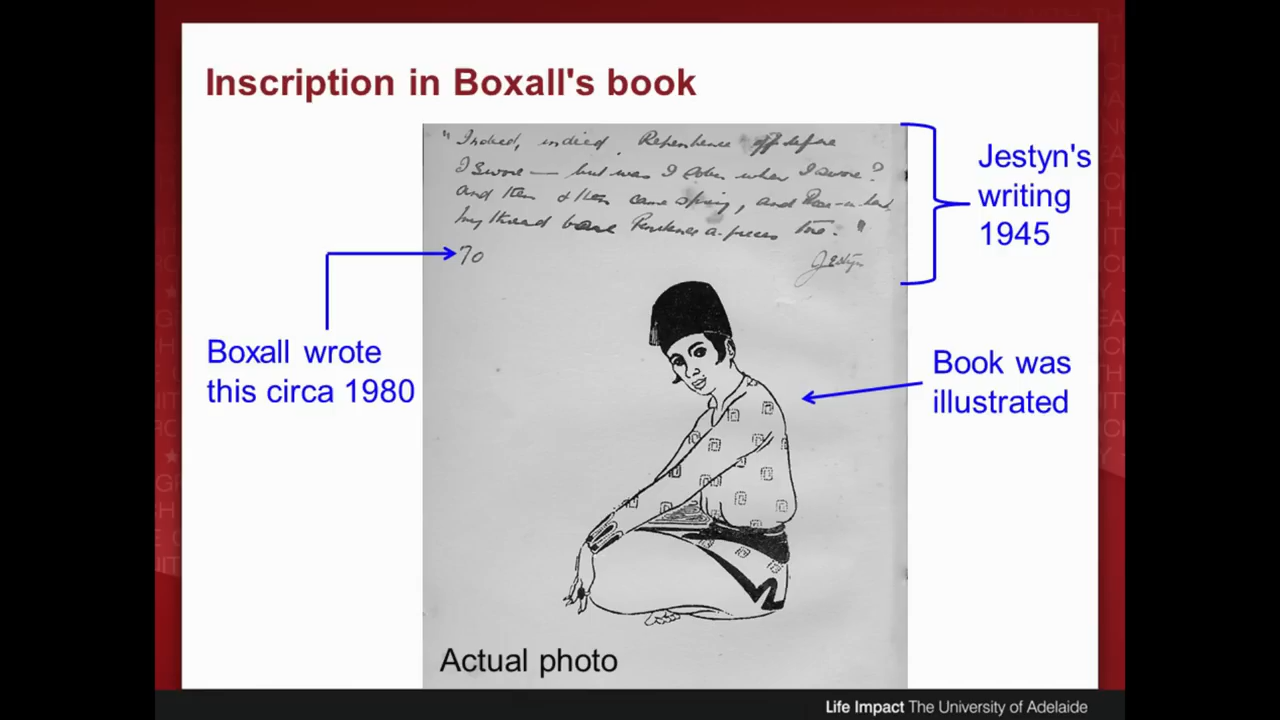 Inscription in Boxall's book
"Indeed, indeed, Repentance oft before
I swore — but was I sober when I swore?
And then & then came Spring, and Rose-in-hand
My thread bare Penitence a-pieces tore."
70
JEstyn
Jestyn's
writing
1945
Boxall wrote
this circa 1980
Book was
illustrated
Actual photo
Life Impact The University of Adelaide